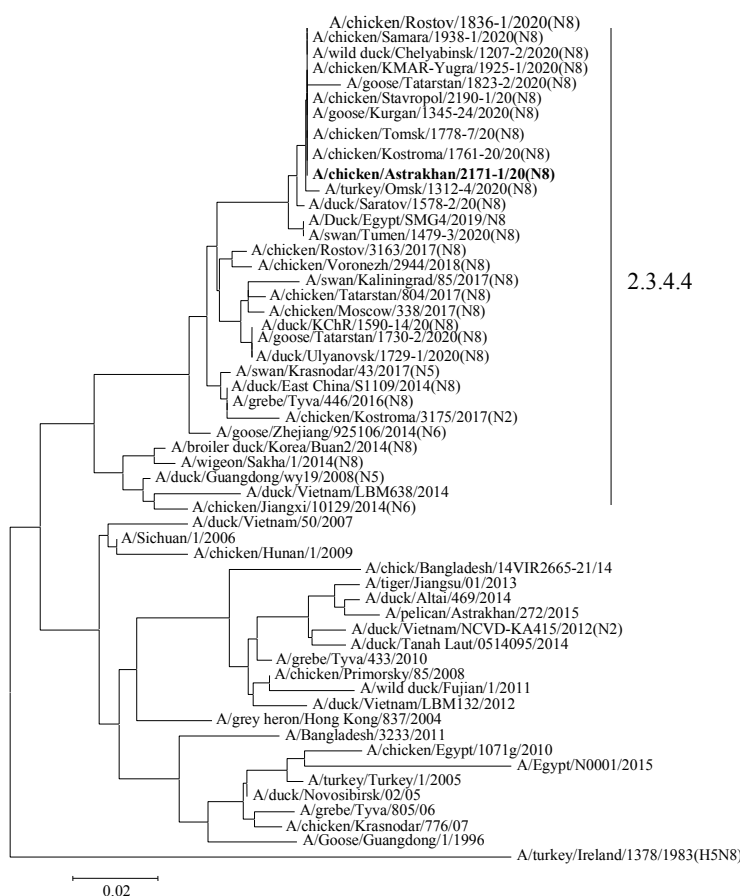 A/chicken/Rostov/1836-1/2020(N8)
A/chicken/Samara/1938-1/2020(N8)
A/wild duck/Chelyabinsk/1207-2/2020(N8)
A/chicken/KMAR-Yugra/1925-1/2020(N8)
A/goose/Tatarstan/1823-2/2020(N8)
A/chicken/Stavropol/2190-1/20(N8)
A/goose/Kurgan/1345-24/2020(N8)
A/chicken/Tomsk/1778-7/20(N8)
A/chicken/Kostroma/1761-20/20(N8)
A/chicken/Astrakhan/2171-1/20(N8)
A/turkey/Omsk/1312-4/2020(N8)
A/duck/Saratov/1578-2/20(N8)
A/Duck/Egypt/SMG4/2019/N8
A/swan/Tumen/1479-3/2020(N8)
A/chicken/Rostov/3163/2017(N8)
A/chicken/Voronezh/2944/2018(N8)
A/swan/Kaliningrad/85/2017(N8)
2.3.4.4
A/chicken/Tatarstan/804/2017(N8)
A/chicken/Moscow/338/2017(N8)
A/duck/KChR/1590-14/20(N8)
A/goose/Tatarstan/1730-2/2020(N8)
A/duck/Ulyanovsk/1729-1/2020(N8)
A/swan/Krasnodar/43/2017(N5)
A/duck/East China/S1109/2014(N8)
A/grebe/Tyva/446/2016(N8)
A/chicken/Kostroma/3175/2017(N2)
A/goose/Zhejiang/925106/2014(N6)
A/broiler duck/Korea/Buan2/2014(N8)
A/wigeon/Sakha/1/2014(N8)
A/duck/Guangdong/wy19/2008(N5)
A/duck/Vietnam/LBM638/2014
A/chicken/Jiangxi/10129/2014(N6)
A/duck/Vietnam/50/2007
A/Sichuan/1/2006
A/chicken/Hunan/1/2009
A/chick/Bangladesh/14VIR2665-21/14
A/tiger/Jiangsu/01/2013
A/duck/Altai/469/2014
A/pelican/Astrakhan/272/2015
A/duck/Vietnam/NCVD-KA415/2012(N2)
A/duck/Tanah Laut/0514095/2014
A/grebe/Tyva/433/2010
A/chicken/Primorsky/85/2008
A/wild duck/Fujian/1/2011
A/duck/Vietnam/LBM132/2012
A/grey heron/Hong Kong/837/2004
A/Bangladesh/3233/2011
A/chicken/Egypt/1071g/2010
A/Egypt/N0001/2015
A/turkey/Turkey/1/2005
A/duck/Novosibirsk/02/05
A/grebe/Tyva/805/06
A/chicken/Krasnodar/776/07
A/Goose/Guangdong/1/1996
A/turkey/Ireland/1378/1983(H5N8)
0.02